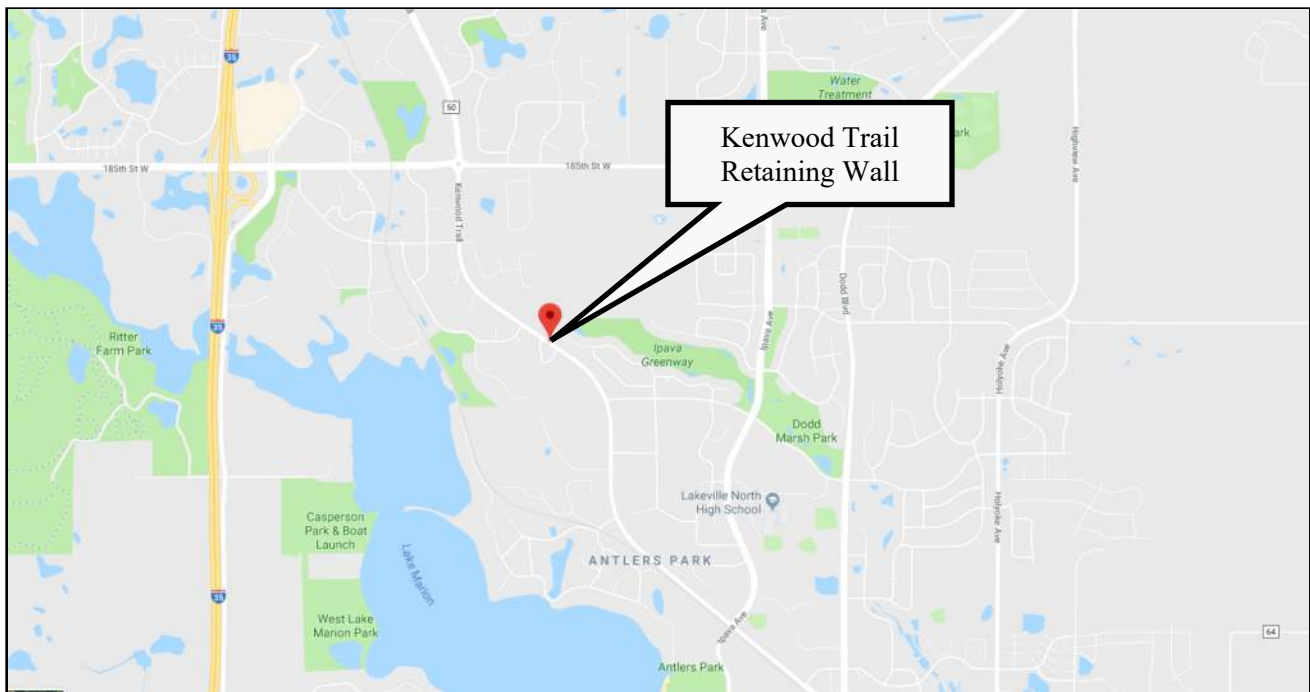 35
50
Water
Treatment
ark
Kenwood Trail
Retaining Wall
185th St W
185th St W
Highview Ave
Kenwood Trail
Dodd Blvd
35
Ritter
Farm Park
Ipava
Greenway
Ipava Ave
Holyoke Ave
Dodd
Marsh Park
Lakeville North
High School
Holyoke Ave
Casperson
Park & Boat
Launch
ANTLERS PARK
Lake Marion
35
West Lake
Marion Park
Ipava Ave
64
Antlers Park